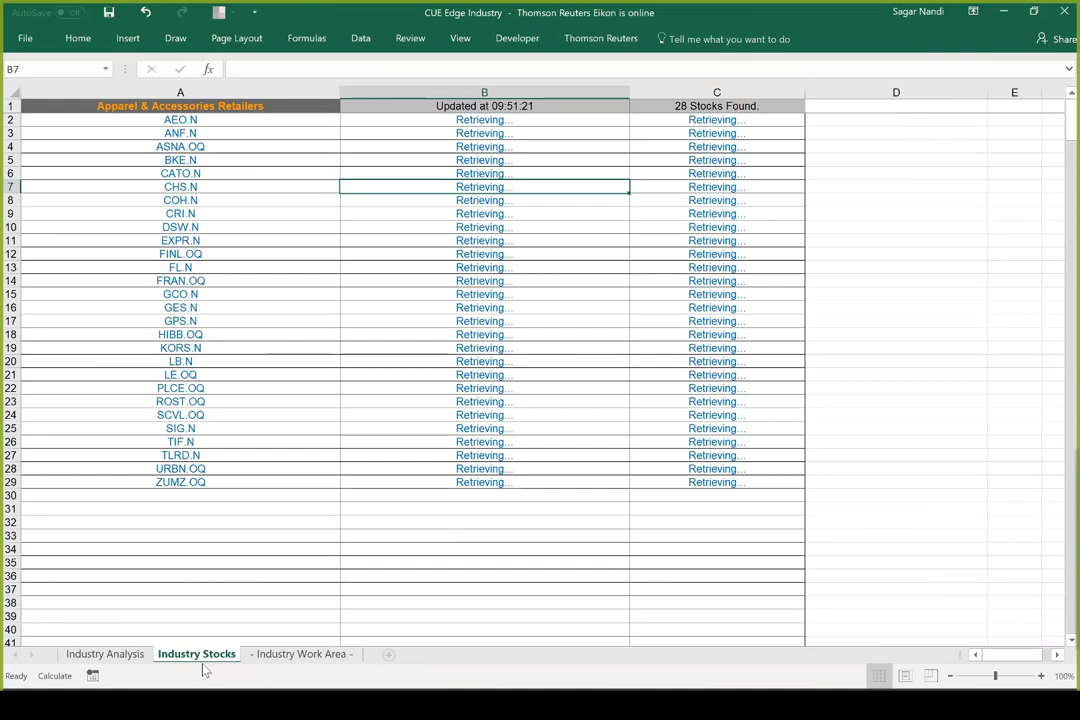 AutoSave Off
CUE Edge Industry - Thomson Reuters Eikon is online
Sagar Nandi
File Home Insert Draw Page Layout Formulas Data Review View Developer Thomson Reuters Tell me what you want to do Share
B7 fx
A B C D E
1 Apparel & Accessories Retailers Updated at 09:51:21 28 Stocks Found.
2 AEO.N Retrieving... Retrieving...
3 ANF.N Retrieving... Retrieving...
4 ASNA.OQ Retrieving... Retrieving...
5 BKE.N Retrieving... Retrieving...
6 CATO.N Retrieving... Retrieving...
7 CHS.N Retrieving... Retrieving...
8 COH.N Retrieving... Retrieving...
9 CRI.N Retrieving... Retrieving...
10 DSW.N Retrieving... Retrieving...
11 EXPR.N Retrieving... Retrieving...
12 FINL.OQ Retrieving... Retrieving...
13 FL.N Retrieving... Retrieving...
14 FRAN.OQ Retrieving... Retrieving...
15 GCO.N Retrieving... Retrieving...
16 GES.N Retrieving... Retrieving...
17 GPS.N Retrieving... Retrieving...
18 HIBB.OQ Retrieving... Retrieving...
19 KORS.N Retrieving... Retrieving...
20 LB.N Retrieving... Retrieving...
21 LE.OQ Retrieving... Retrieving...
22 PLCE.OQ Retrieving... Retrieving...
23 ROST.OQ Retrieving... Retrieving...
24 SCVL.OQ Retrieving... Retrieving...
25 SIG.N Retrieving... Retrieving...
26 TIF.N Retrieving... Retrieving...
27 TLRD.N Retrieving... Retrieving...
28 URBN.OQ Retrieving... Retrieving...
29 ZUMZ.OQ Retrieving... Retrieving...
30
31
32
33
34
35
36
37
38
39
40
41
Industry Analysis Industry Stocks - Industry Work Area -
Ready Calculate 100%